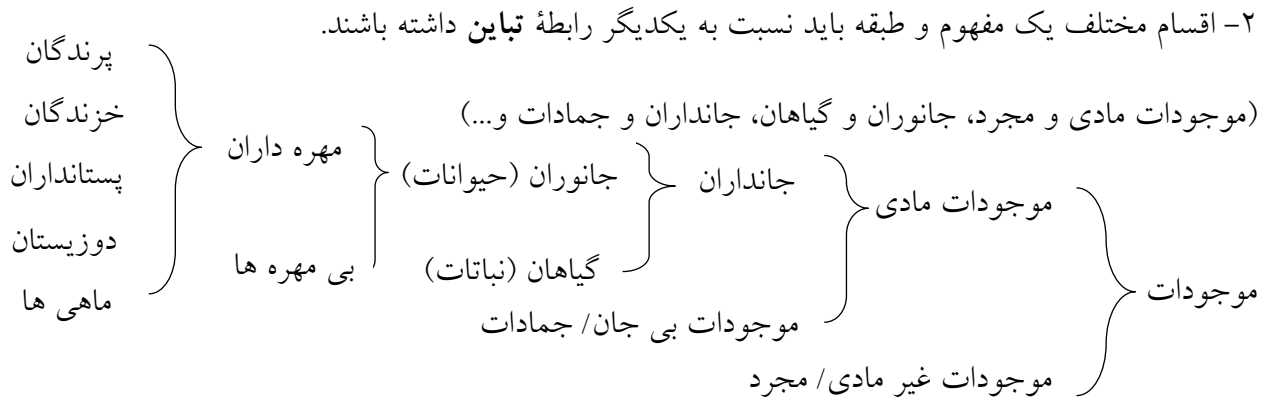 ۲- اقسام مختلف یک مفهوم و طبقه باید نسبت به یکدیگر رابطهٔ تباین داشته باشند.
(موجودات مادی و مجرد، جانوران و گیاهان، جانداران و جمادات و...)
موجودات
موجودات مادی
موجودات غیر مادی/ مجرد
جانداران
موجودات بی جان/ جمادات
جانوران (حیوانات)
گیاهان (نباتات)
مهره داران
بی مهره ها
پرندگان
خزندگان
پستانداران
دوزیستان
ماهی ها